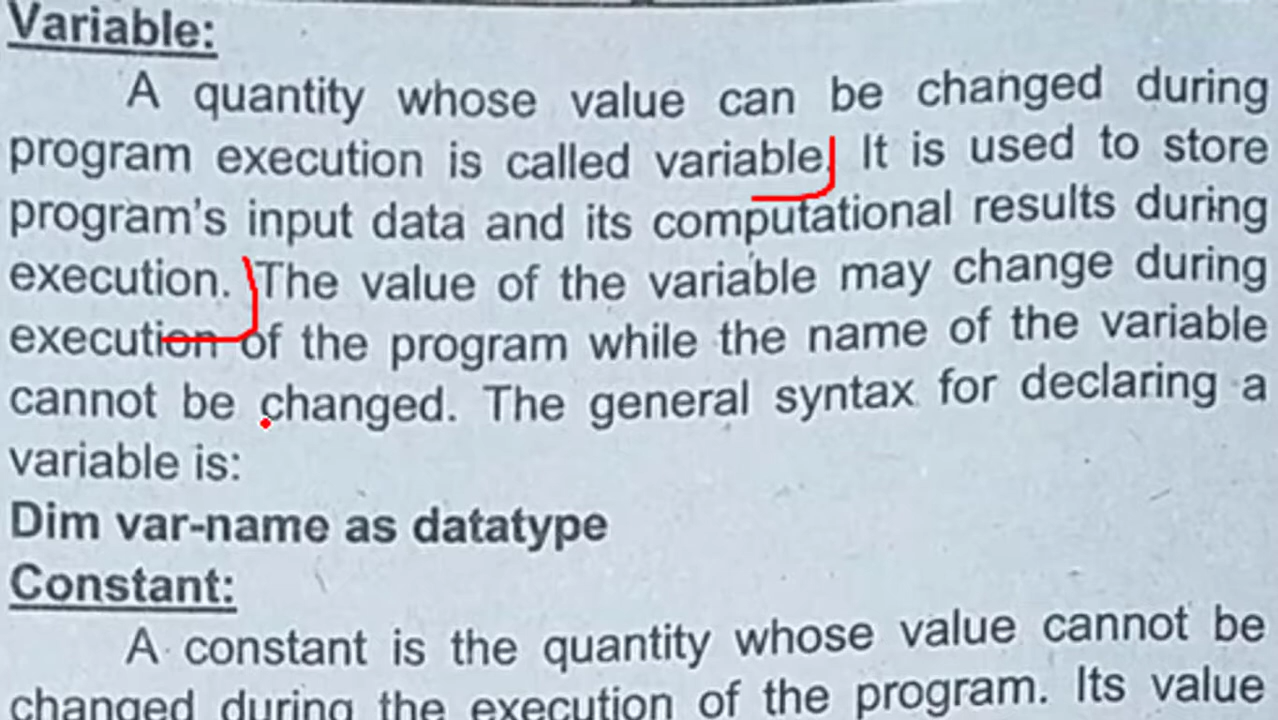 Variable:
A quantity whose value can be changed during
program execution is called variable. It is used to store
program's input data and its computational results during
execution. The value of the variable may change during
execution of the program while the name of the variable
cannot be changed. The general syntax for declaring a
variable is:
Dim var-name as datatype
Constant:
A constant is the quantity whose value cannot be
changed during the execution of the program. Its value